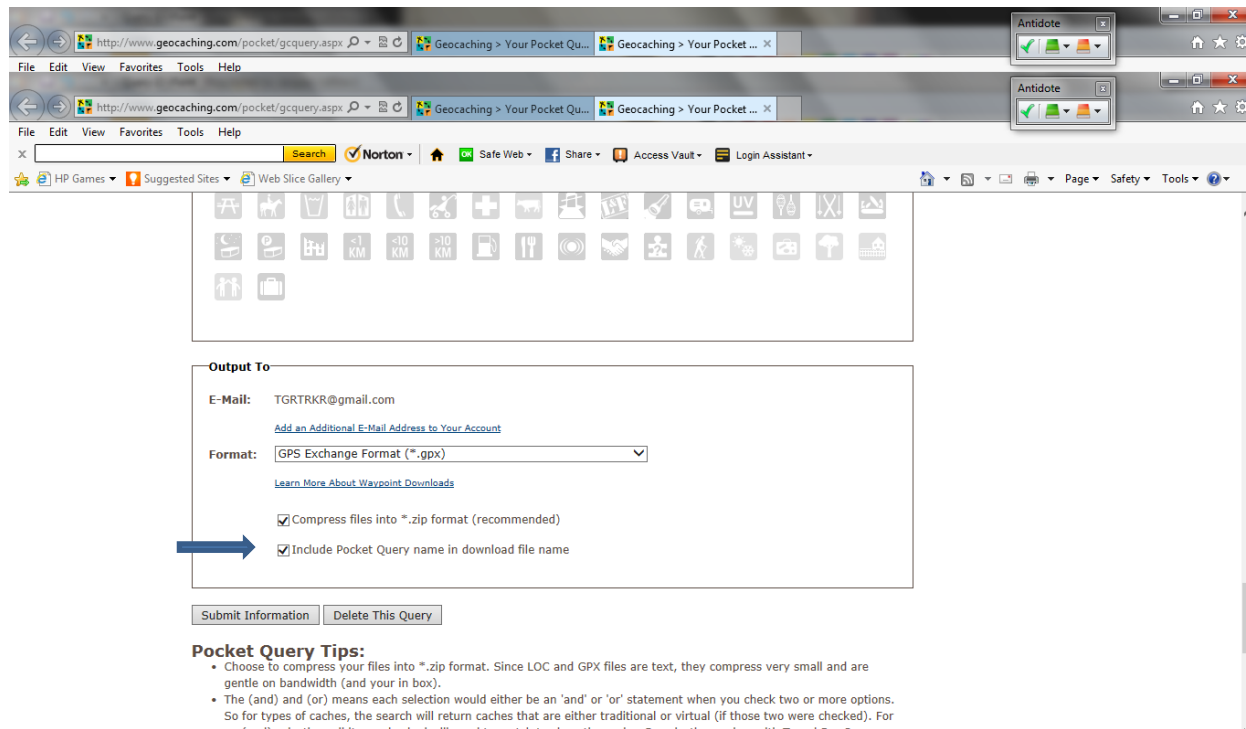 Antidote x
http://www.geocaching.com/pocket/gcquery.aspx Geocaching > Your Pocket Qu... Geocaching > Your Pocket ... ×
File Edit View Favorites Tools Help
Antidote x
http://www.geocaching.com/pocket/gcquery.aspx Geocaching > Your Pocket Qu... Geocaching > Your Pocket ... ×
File Edit View Favorites Tools Help
x Search Norton OK Safe Web f Share Access Vault Login Assistant
HP Games Suggested Sites Web Slice Gallery Page Safety Tools
L&F UV
P <1 KM <10 KM >10 KM
Output To
E-Mail: TGRTRKR@gmail.com
Add an Additional E-Mail Address to Your Account
Format: GPS Exchange Format (*.gpx)
Learn More About Waypoint Downloads
Compress files into *.zip format (recommended)
Include Pocket Query name in download file name
Submit Information Delete This Query
Pocket Query Tips:
• Choose to compress your files into *.zip format. Since LOC and GPX files are text, they compress very small and are
gentle on bandwidth (and your in box).
• The (and) and (or) means each selection would either be an 'and' or 'or' statement when you check two or more options.
So for types of caches, the search will return caches that are either traditional or virtual (if those two were checked). For